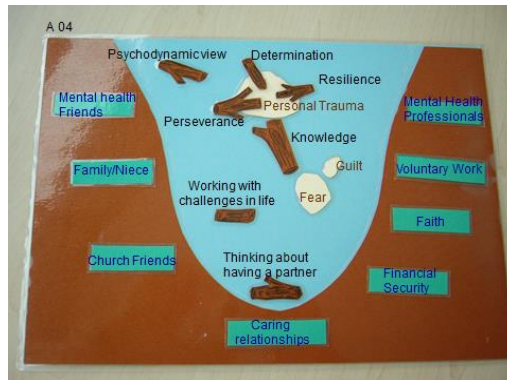 A 04
Psychodynamic view
Determination
Resilience
Mental health
Friends
Personal Trauma
Mental Health
Professionals
Perseverance
Knowledge
Family/Niece
Guilt
Voluntary Work
Working with
challenges in life
Fear
Faith
Church Friends
Thinking about
having a partner
Financial
Security
Caring
relationships